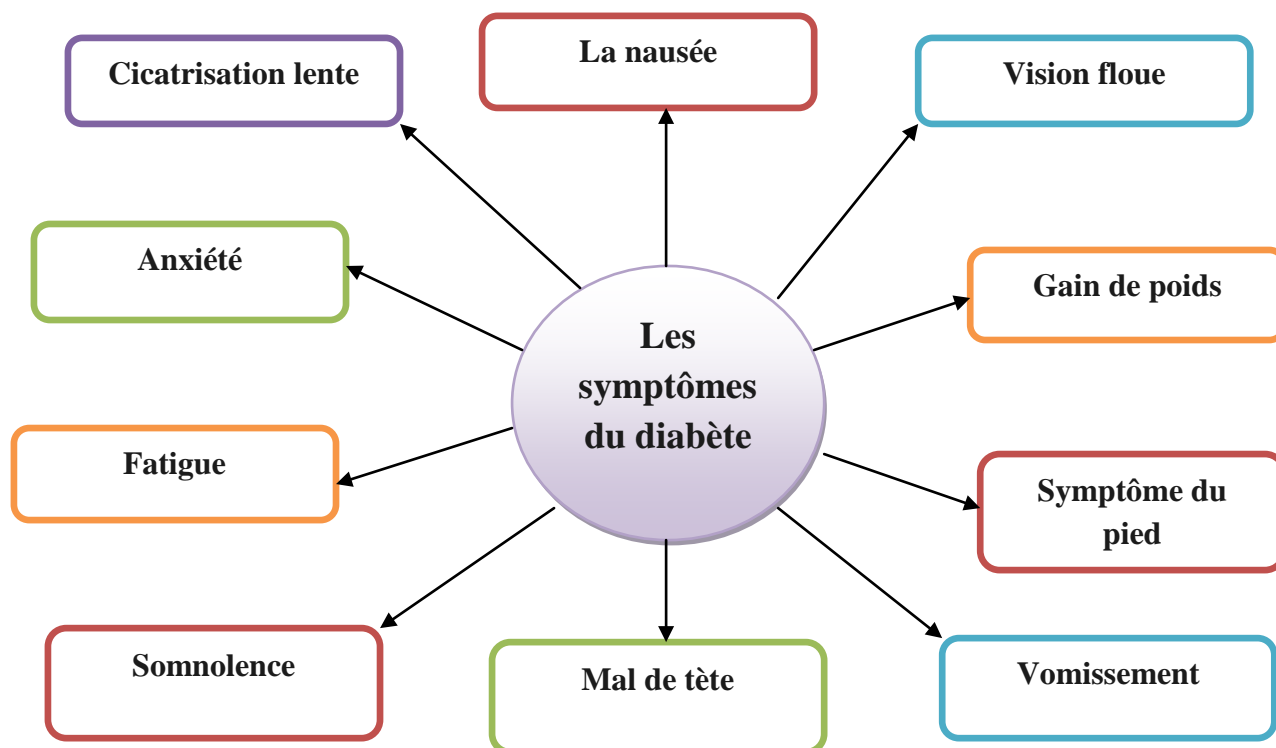 La nausée
Cicatrisation lente
Vision floue
Anxiété
Gain de poids
Les
symptômes
du diabète
Fatigue
Symptôme du
pied
Somnolence
Mal de tète
Vomissement